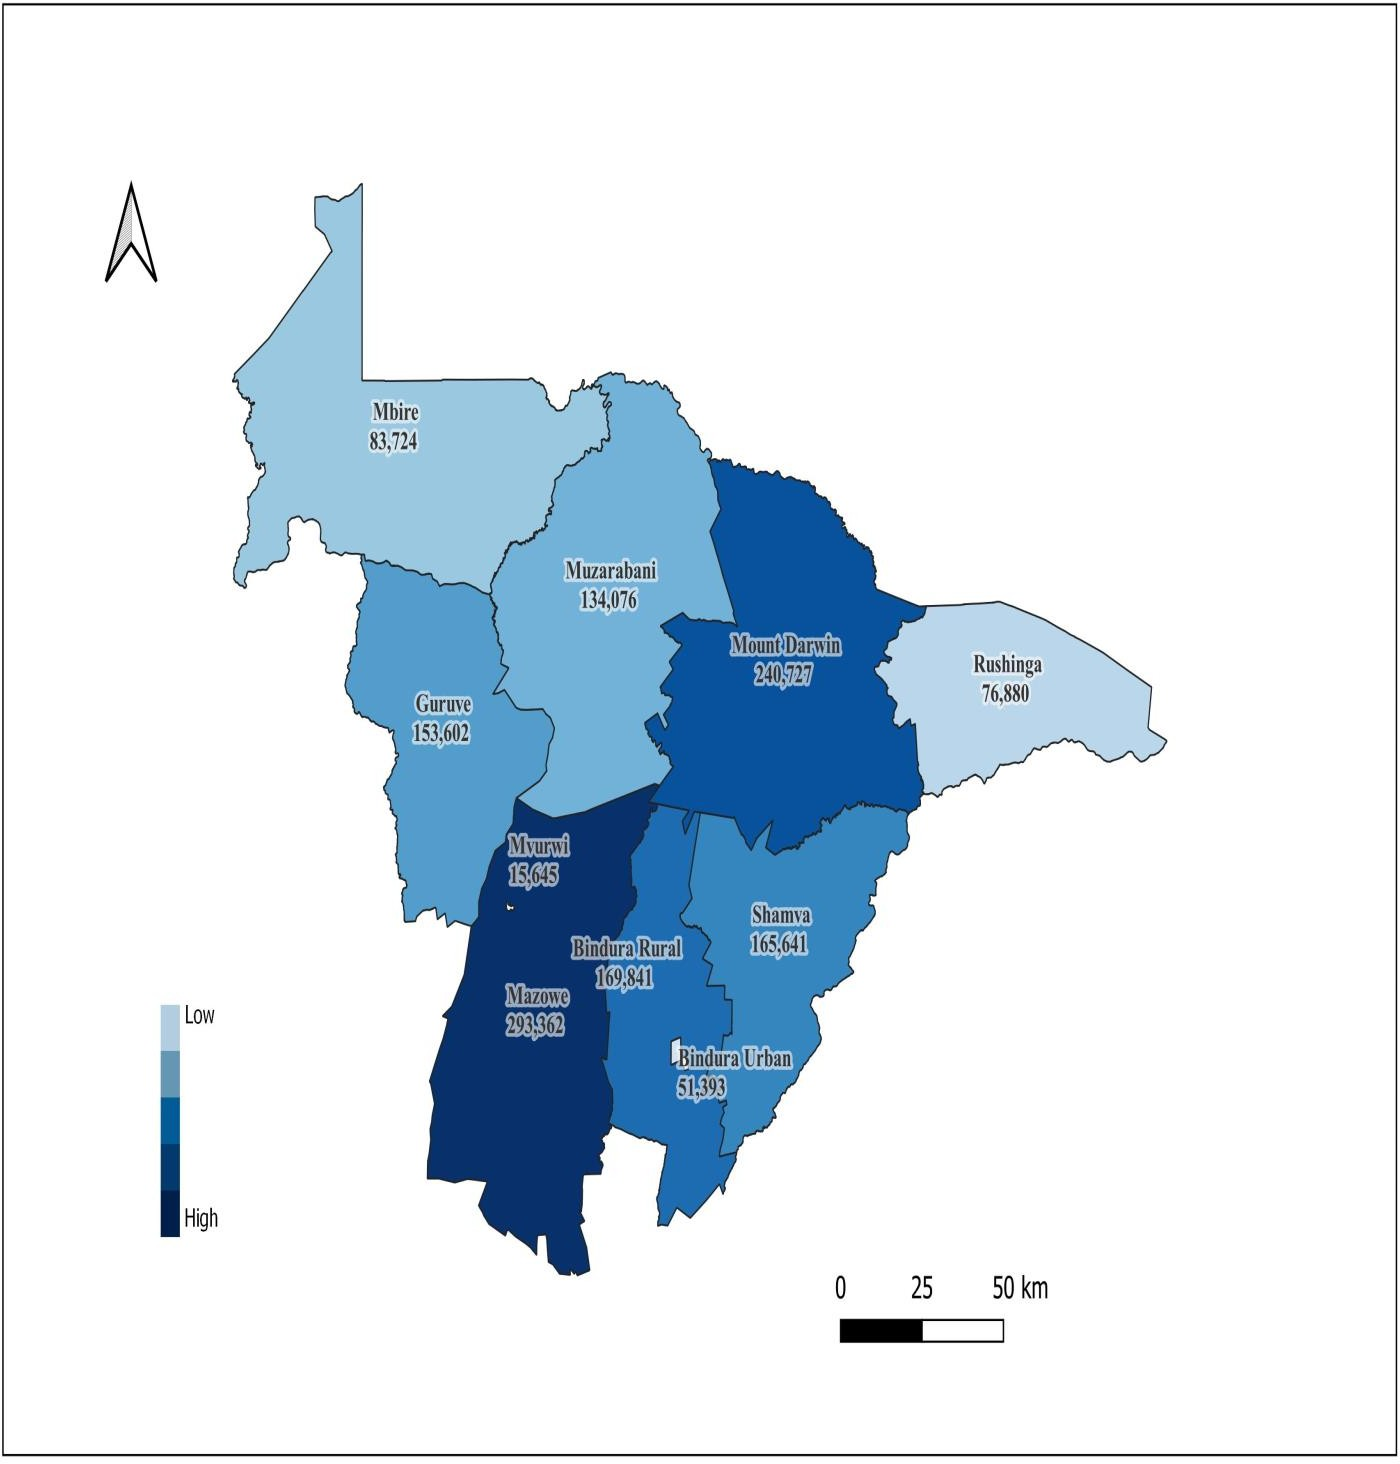 Mbire
83,724
Muzarabani
134,076
Mount Darwin
240,727
Rushinga
76,880
Guruve
153,602
Mvurwi
15,645
Shamva
165,641
Bindura Rural
169,841
Mazowe
293,362
Bindura Urban
51,393
Low
High
0 25 50 km